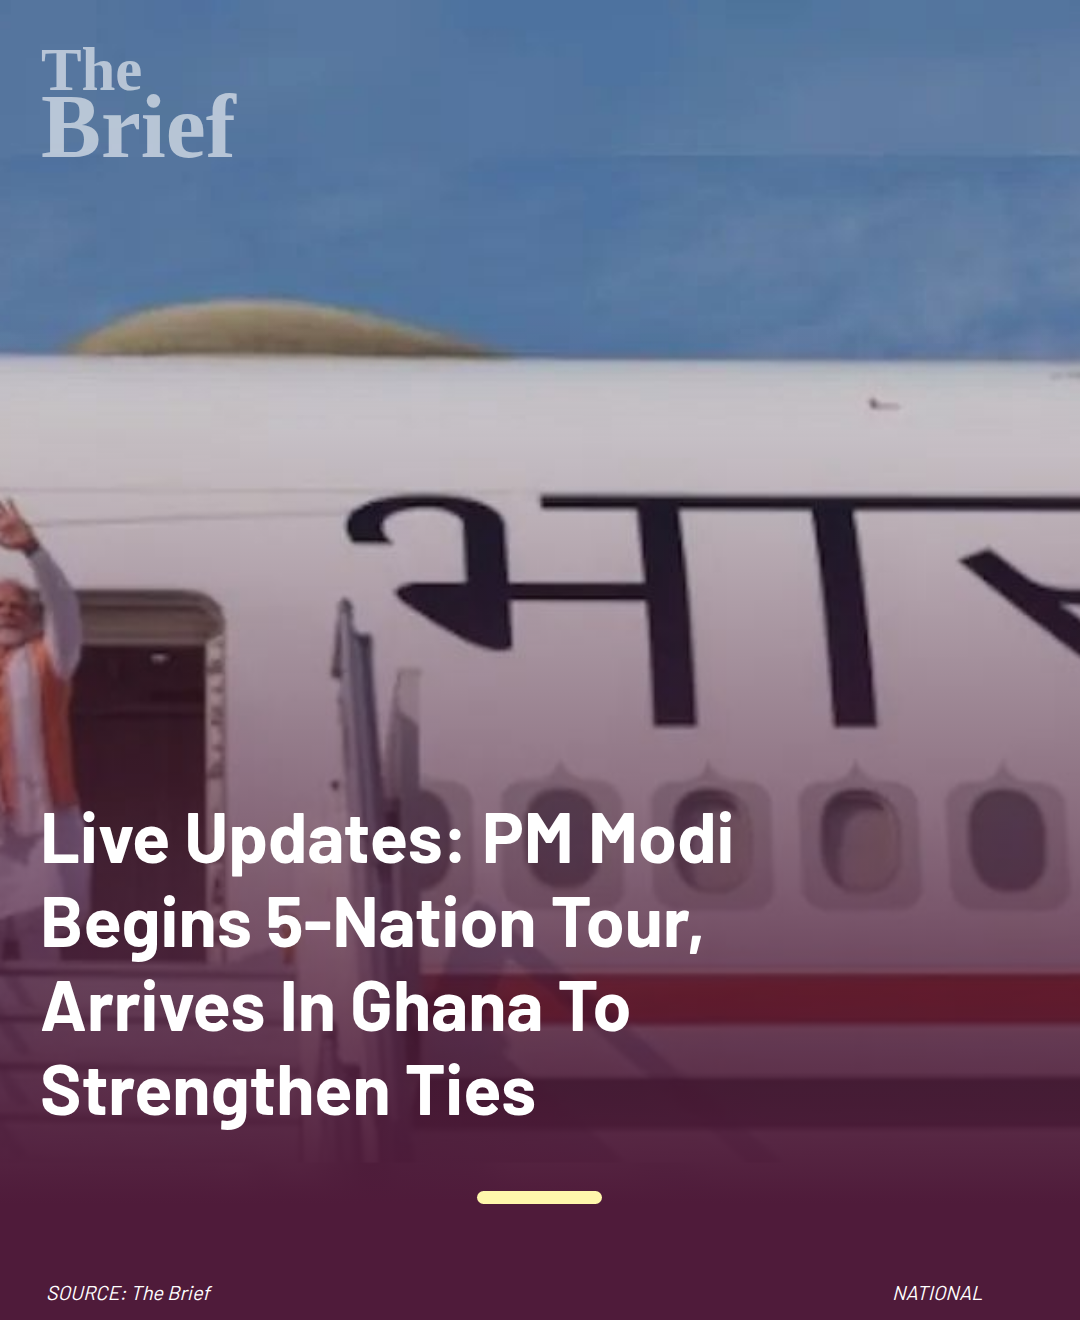 The
Brief
भार
Live Updates: PM Modi
Begins 5-Nation Tour,
Arrives In Ghana To
Strengthen Ties
SOURCE: The Brief
NATIONAL